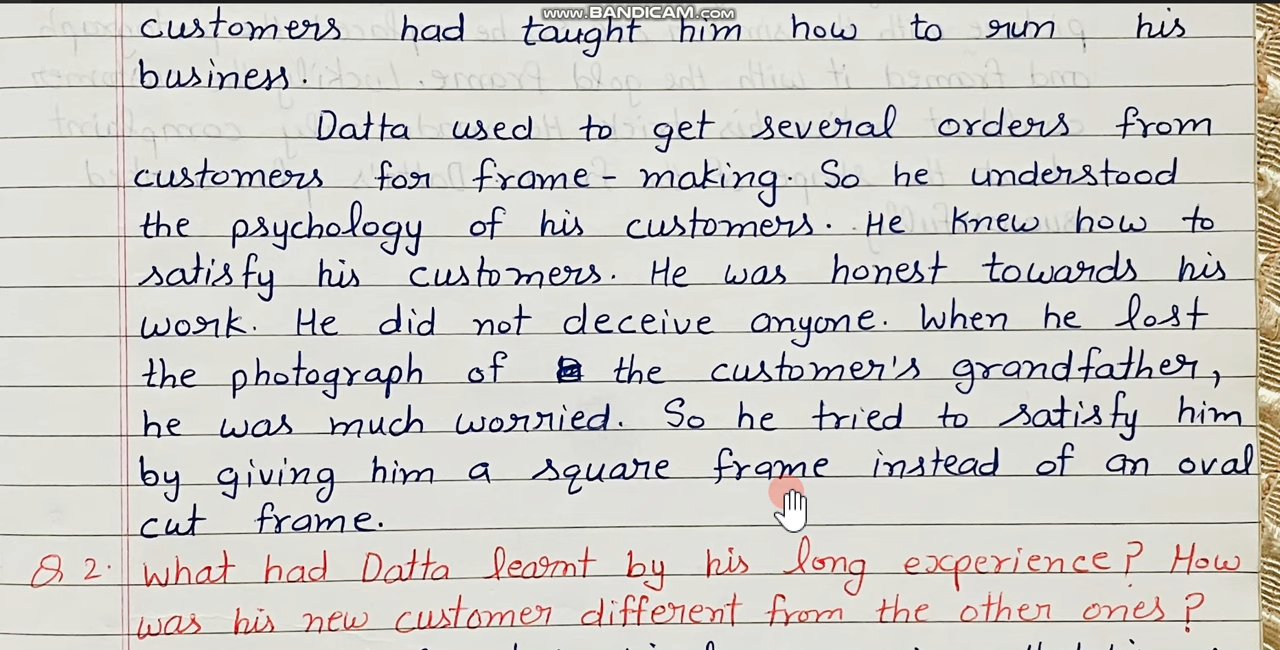 www.BANDICAM.com
customers had taught him how to run his
business.
Datta used to get several orders from
customers for frame-making. So he understood
the psychology of his customers. He knew how to
satisfy his customers. He was honest towards his
work. He did not deceive anyone. When he lost
the photograph of the customer's grandfather,
he was much worried. So he tried to satisfy him
by giving him a square frame instead of an oval
cut frame.
Q 2. What had Datta learnt by his long experience? How
was his new customer different from the other ones?